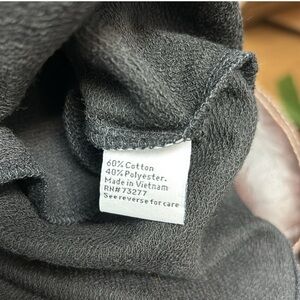 60% Cotton
40% Polyester.
Made in Vietnam
RN#73277
See reverse for care